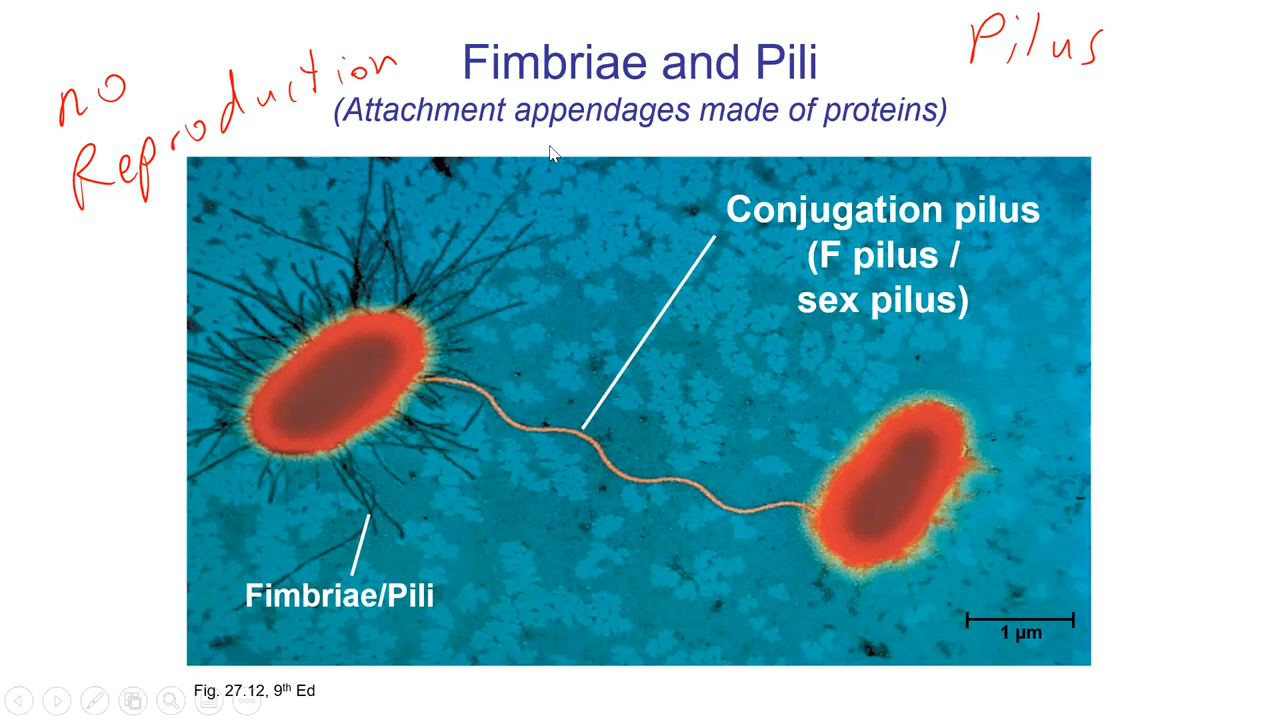 no
Reproduction
Pilus
Fimbriae and Pili
(Attachment appendages made of proteins)
Conjugation pilus
(F pilus /
sex pilus)
Fimbriae/Pili
1 µm
Fig. 27.12, 9th Ed